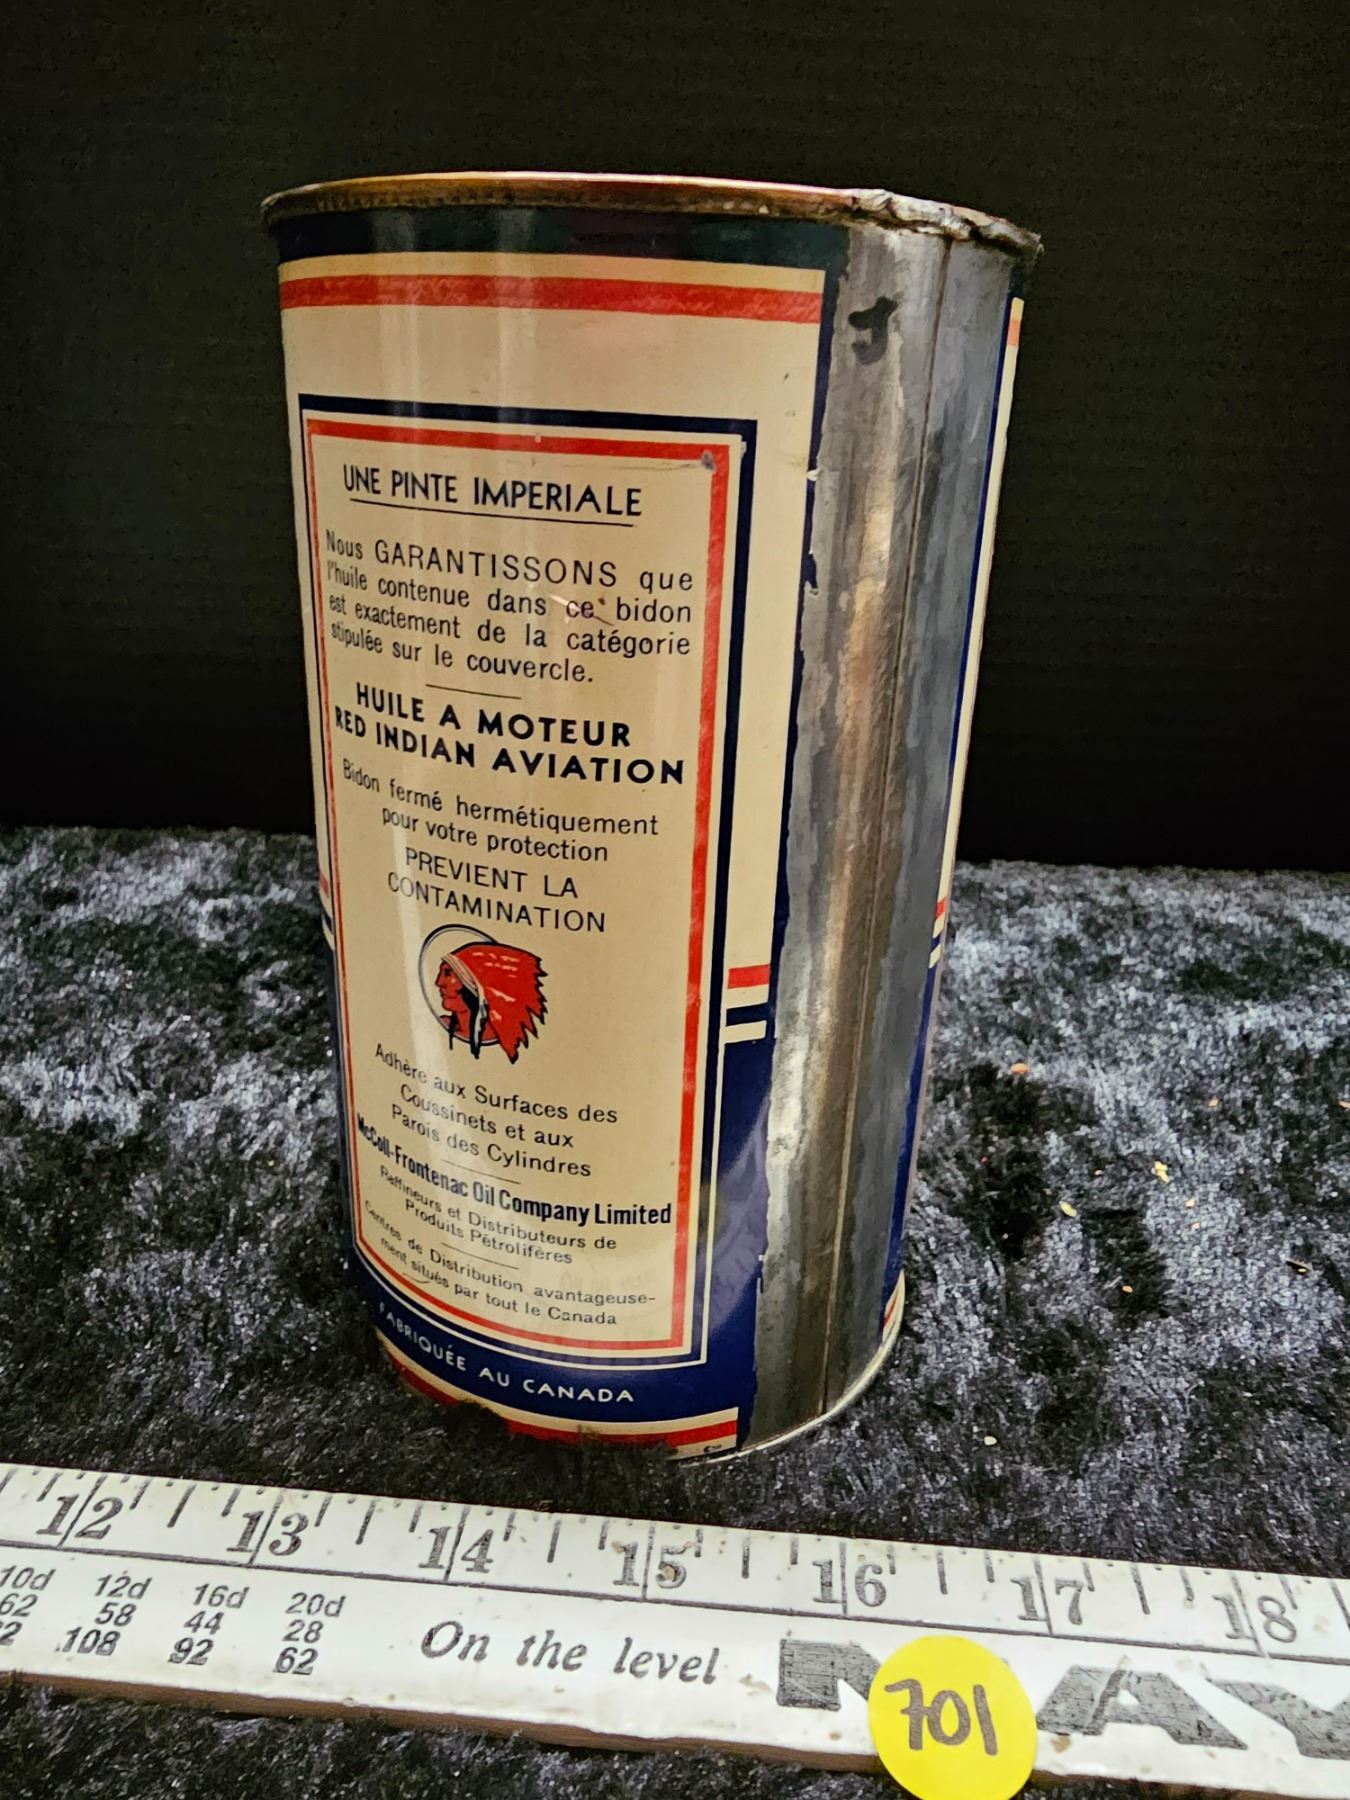 J
UNE PINTE IMPERIALE
Nous GARANTISSONS que
l'huile contenue dans ce bidon
est exactement de la catégorie
stipulée sur le couvercle.
HUILE A MOTEUR
RED INDIAN AVIATION
Bidon fermé hermétiquement
pour votre protection
PREVIENT LA
CONTAMINATION
Adhère aux Surfaces des
Coussinets et aux
Parois des Cylindres
McColl-Frontenac Oil Company Limited
Raffineurs et Distributeurs de
Produits Pétrolifères
Centres de Distribution avantageuse-
ment situés par tout le Canada
FABRIQUÉE AU CANADA
12 13 14 15 16 17 18
10d 12d 16d 20d
62 58 44 28
108 92 62
On the level
701